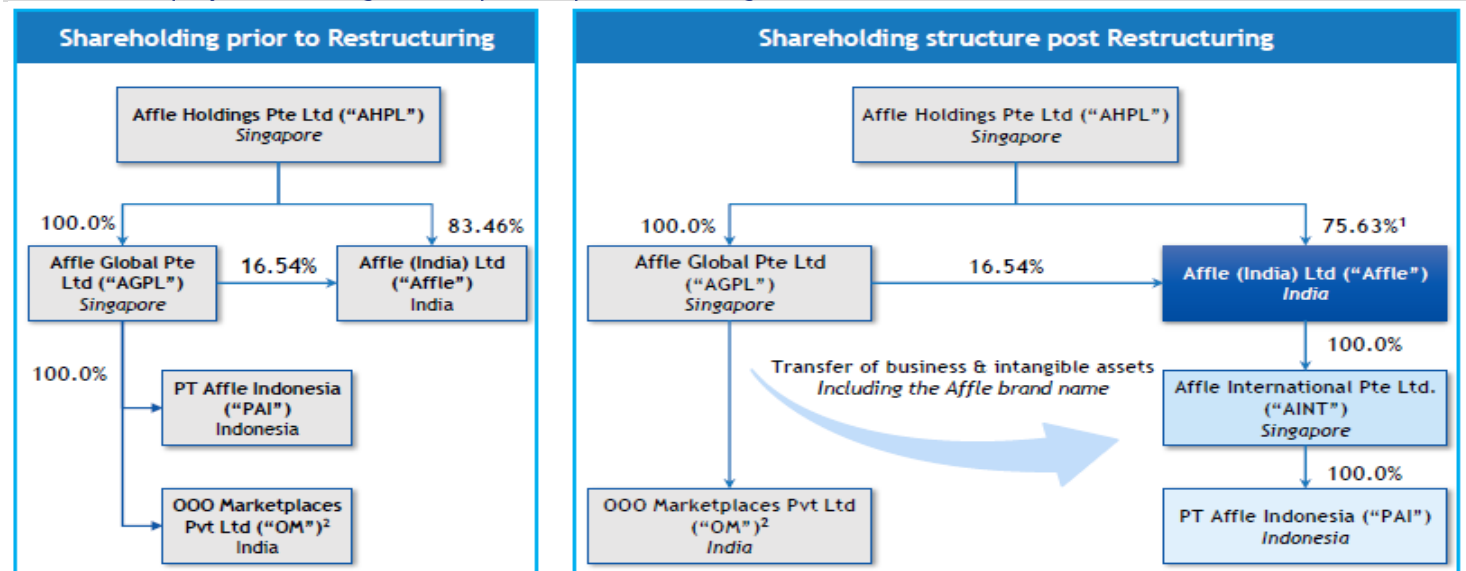 Shareholding prior to Restructuring
Affle Holdings Pte Ltd (“AHPL”)
Singapore
100.0%
83.46%
Affle Global Pte
Ltd (“AGPL”)
Singapore
16.54%
Affle (India) Ltd
(“Affle”)
India
100.0%
PT Affle Indonesia
(“PAI”)
Indonesia
OOO Marketplaces
Pvt Ltd (“OM”)²
India
Shareholding structure post Restructuring
Affle Holdings Pte Ltd (“AHPL”)
Singapore
100.0%
75.63%¹
Affle Global Pte Ltd
(“AGPL”)
Singapore
16.54%
Affle (India) Ltd (“Affle”)
India
100.0%
Transfer of business & intangible assets
Including the Affle brand name
Affle International Pte Ltd.
(“AINT”)
Singapore
100.0%
OOO Marketplaces Pvt Ltd
(“OM”)²
India
PT Affle Indonesia (“PAI”)
Indonesia